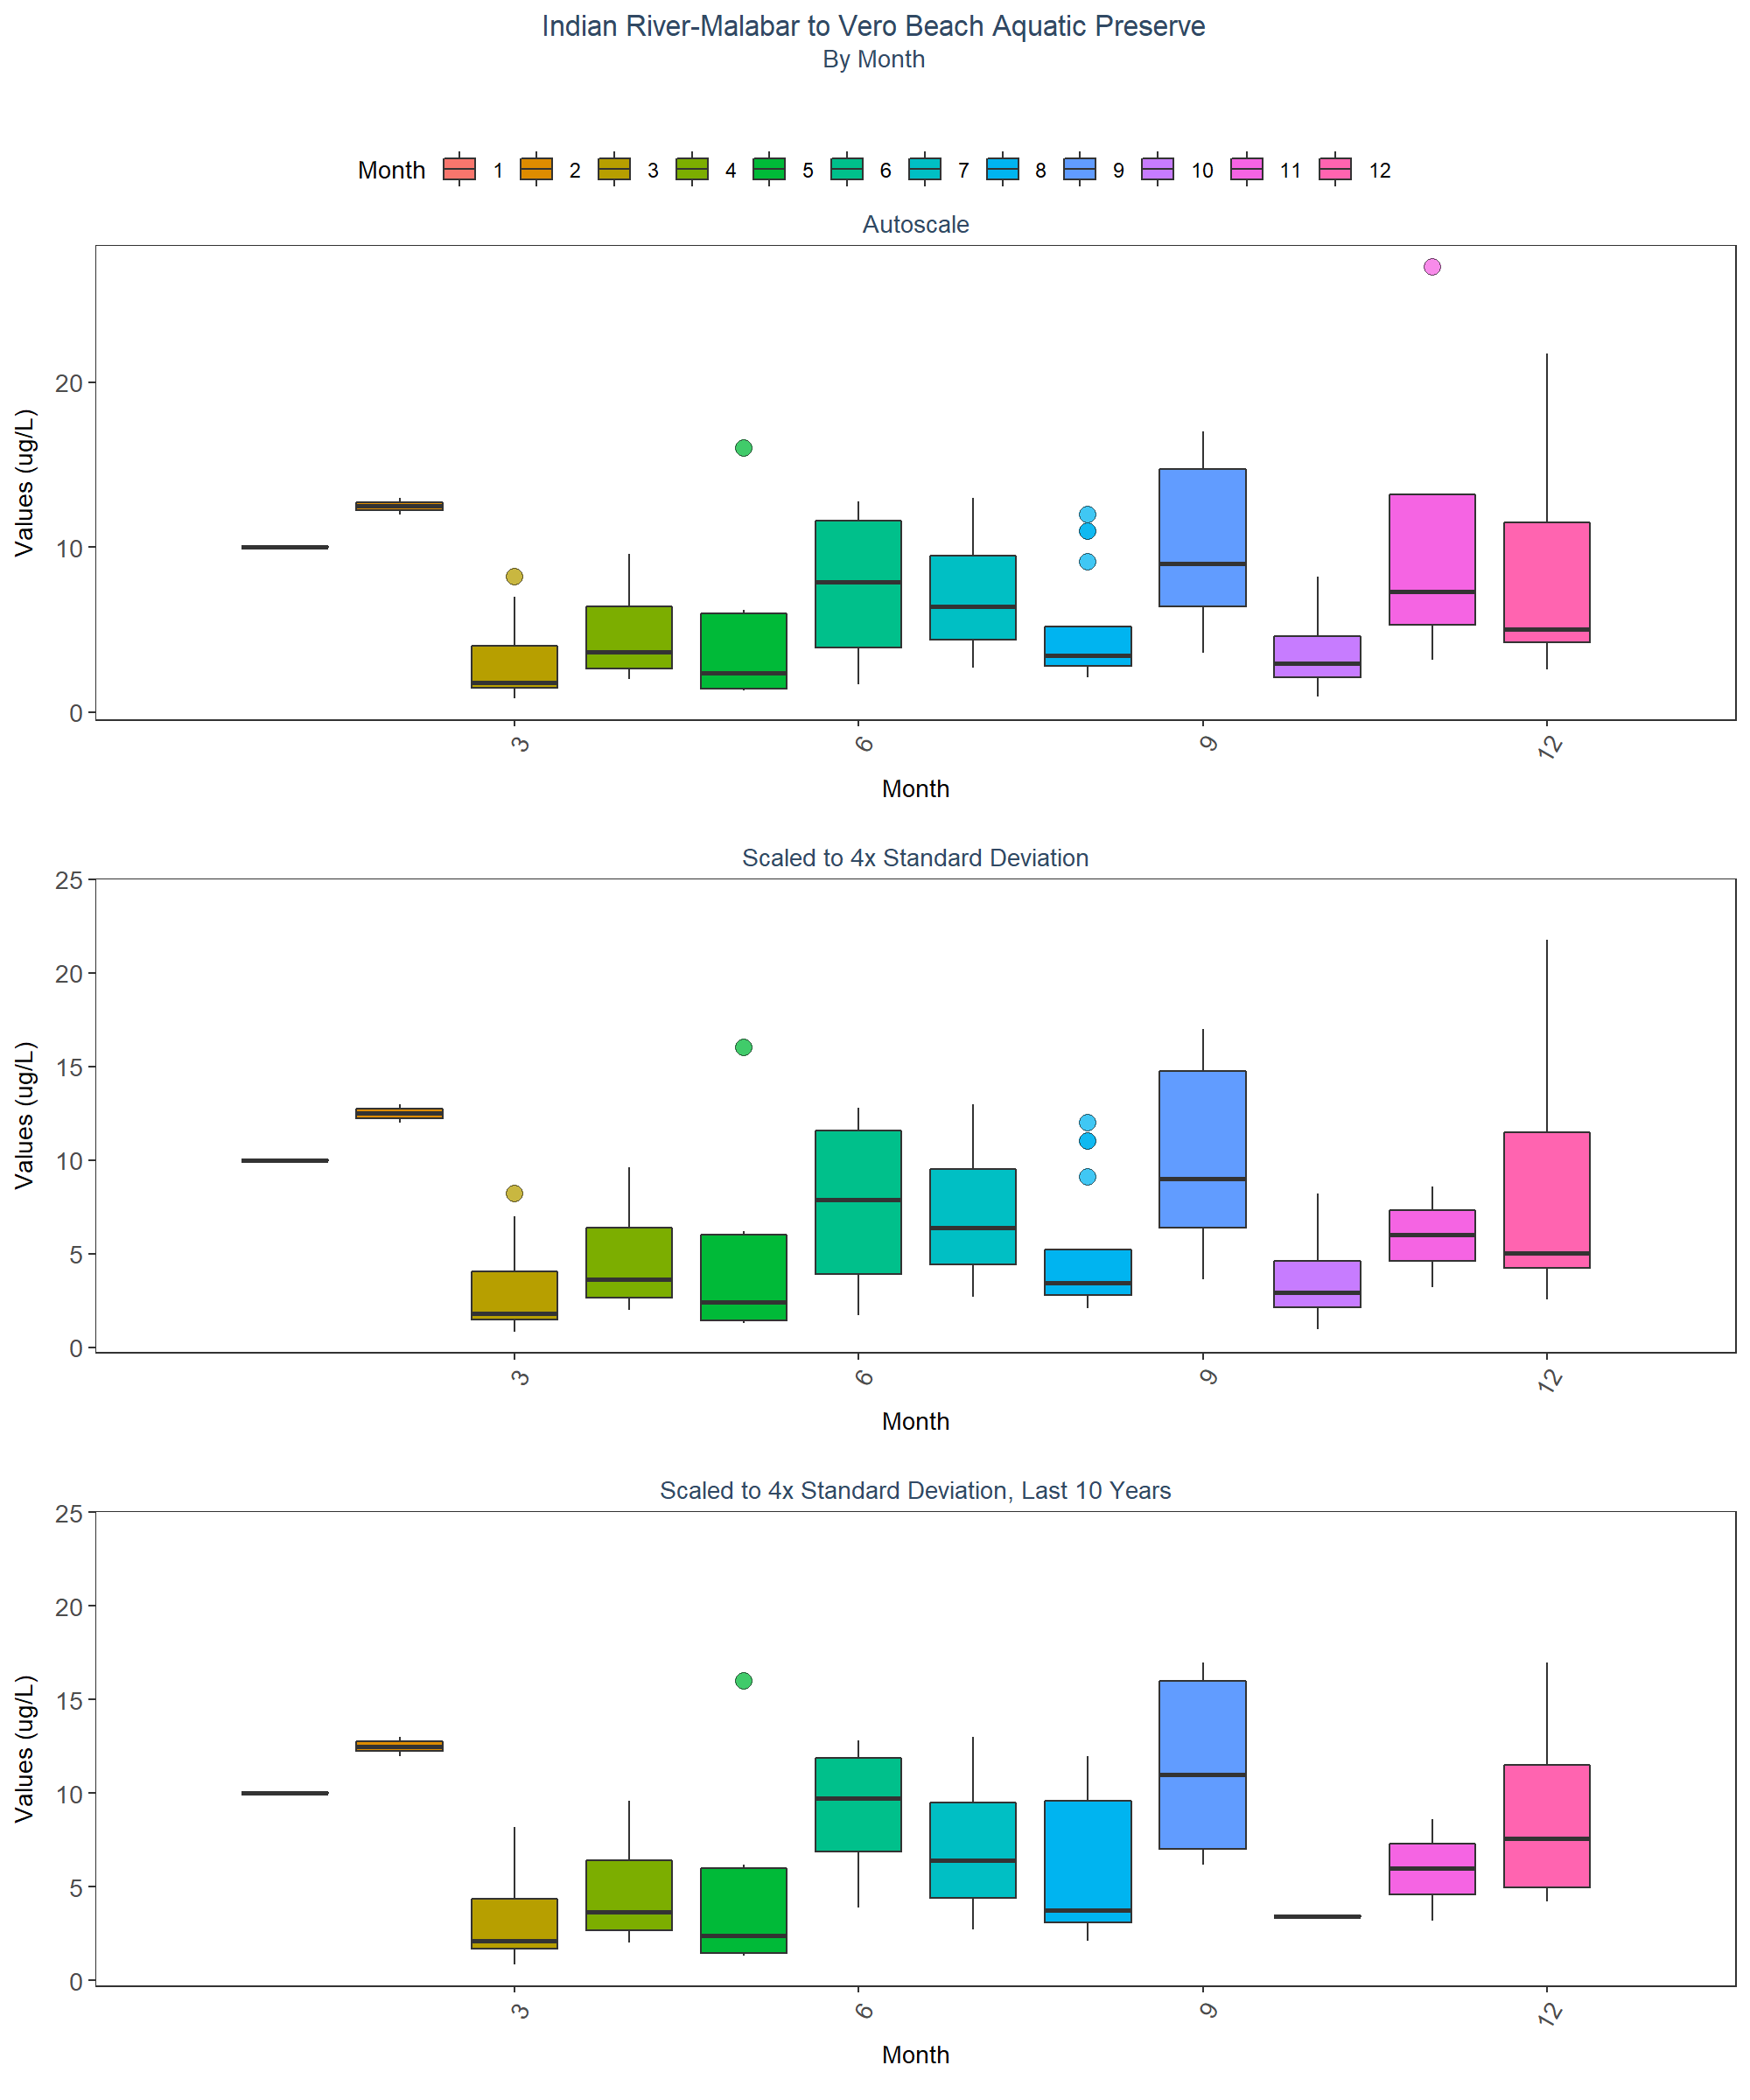 Indian River-Malabar to Vero Beach Aquatic Preserve
By Month
Month 1 2 3 4 5 6 7 8 9 10 11 12
Autoscale
Values (ug/L)
20
10
0
3 6 9 12
Month
Scaled to 4x Standard Deviation
Values (ug/L)
25
20
15
10
5
0
3 6 9 12
Month
Scaled to 4x Standard Deviation, Last 10 Years
Values (ug/L)
25
20
15
10
5
0
3 6 9 12
Month